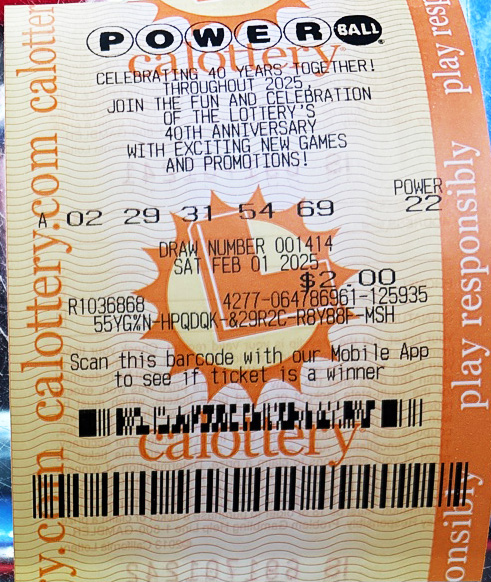 POWERBALL
calottery
CELEBRATING 40 YEARS TOGETHER!
THROUGHOUT 2025,
JOIN THE FUN AND CELEBRATION
OF THE LOTTERY'S
40TH ANNIVERSARY
WITH EXCITING NEW GAMES
AND PROMOTIONS!
POWER
A 02 29 31 54 69 22
DRAW NUMBER 001414
SAT FEB 01 2025
$2.00
R1036868 4277-064786961-125935
55YG%N-HPQDQK-&29R2C-R8Y88F-MSH
Scan this barcode with our Mobile App
to see if ticket is a winner
calottery
calottery.com calottery
play responsibly
play resp
onsibly